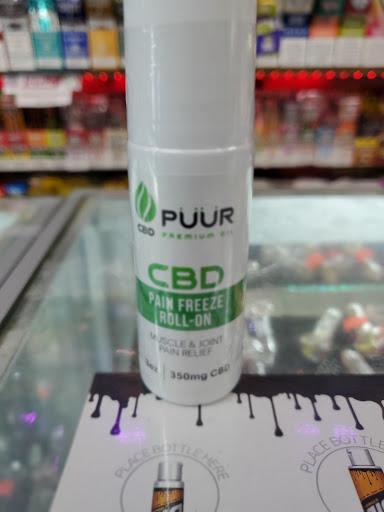 CBD
PÜÜR
PREMIUM OIL
CBD
PAIN FREEZE
ROLL-ON
MUSCLE & JOINT
PAIN RELIEF
3oz | 350mg CBD
PLACE BOTTLE HERE
PLACE BOTTLE HERE